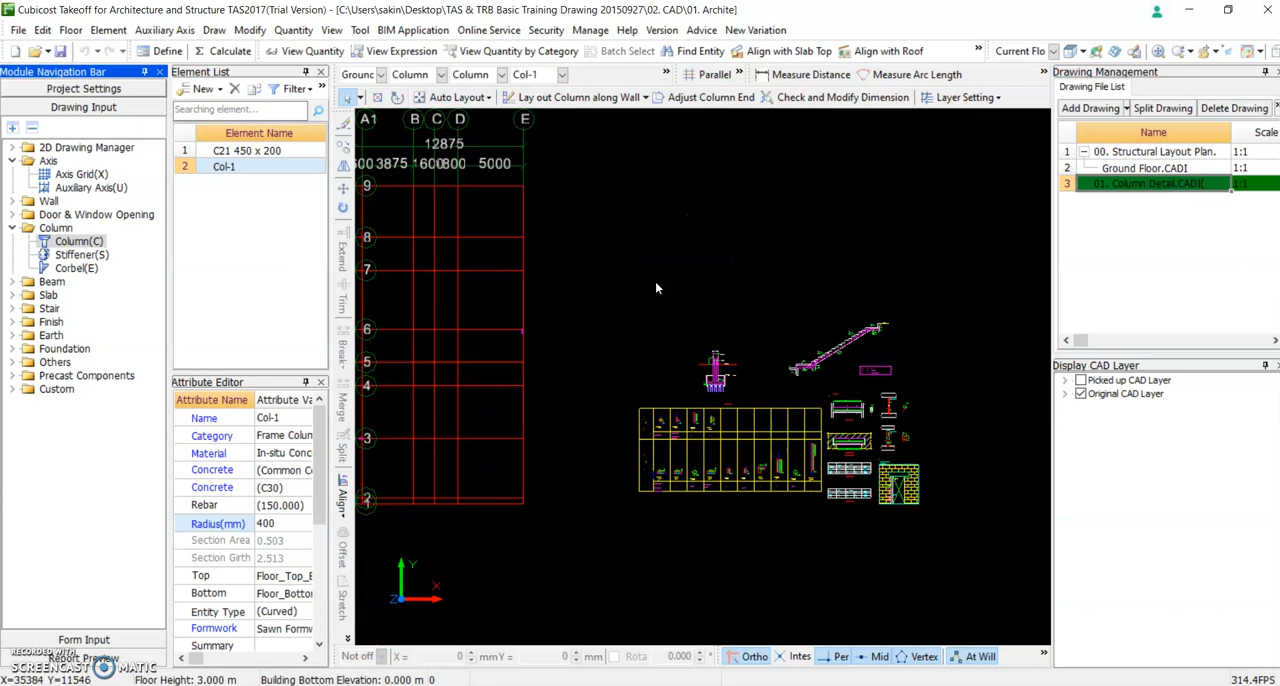 Cubicost Takeoff for Architecture and Structure TAS2017(Trial Version) - [C:\Users\sakin\Desktop\TAS & TRB Basic Training Drawing 20150927\02. CAD\01. Archite]
File Edit Floor Element Auxiliary Axis Draw Modify Quantity View Tool BIM Application Online Service Security Manage Help Version Advice New Variation
Define Σ Calculate View Quantity View Expression View Quantity by Category Batch Select Find Entity Align with Slab Top Align with Roof » Current Flo
Module Navigation Bar
Project Settings
Drawing Input
2D Drawing Manager
Axis
Axis Grid(X)
Auxiliary Axis(U)
Wall
Door & Window Opening
Column
Column(C)
Stiffener(S)
Corbel(E)
Beam
Slab
Stair
Finish
Earth
Foundation
Others
Precast Components
Custom
Form Input
Report Preview
Element List
New Filter »
Searching element...
Element Name
1 C21 450 x 200
2 Col-1
Attribute Editor
Attribute Name Attribute Va
Name Col-1
Category Frame Colun
Material In-situ Concr
Concrete (Common C
Concrete (C30)
Rebar (150.000)
Radius(mm) 400
Section Area 0.503
Section Girth 2.513
Top Floor_Top_E
Bottom Floor_Botto
Entity Type (Curved)
Formwork Sawn Formw
Summary
Grounc Column Column Col-1 » Parallel » Measure Distance Measure Arc Length »
Auto Layout Lay out Column along Wall Adjust Column End Check and Modify Dimension Layer Setting
Extend
Trim
Break
Merge
Split
Align
Offset
Stretch
A1 B C D E
12875
3875 1600 800 5000
9
8
7
6
5
4
3
2
1
Y
X
Z
Drawing Management
Drawing File List
Add Drawing Split Drawing Delete Drawing »
Name Scale
1 00. Structural Layout Plan. 1:1
2 Ground Floor.CADI 1:1
3 01. Column Detail.CADI( 1:1
Display CAD Layer
Picked up CAD Layer
Original CAD Layer
Not off X = 0 mm Y = 0 mm Rota 0.000 ° Ortho Intes Per Mid Vertex At Will »
RECORDED WITH
SCREENCAST MATIC
X=35384 Y=11546 Floor Height: 3.000 m Building Bottom Elevation: 0.000 m 0 314.4FPS